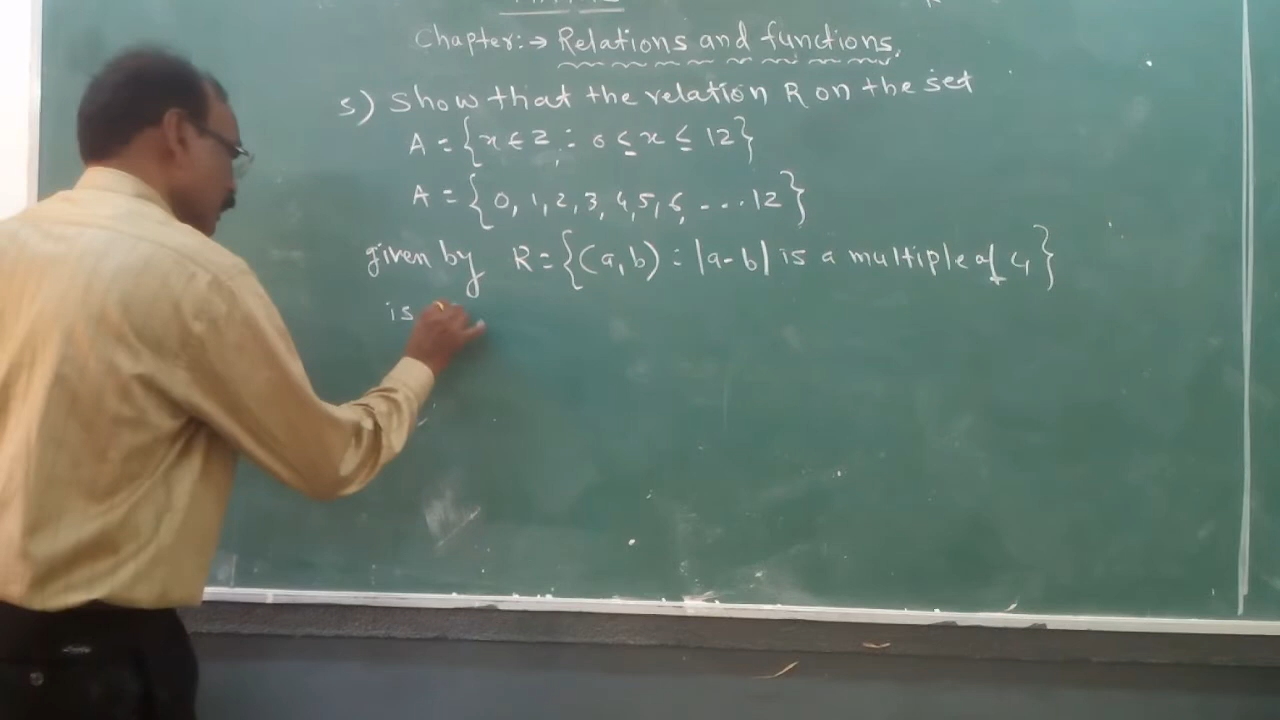 Chapter:→ Relations and functions.
5) Show that the relation R on the set
A = {x ∈ Z : 0 ≤ x ≤ 12}
A = {0, 1, 2, 3, 4, 5, 6, ... 12}
given by R = {(a, b) : |a - b| is a multiple of 4}
is